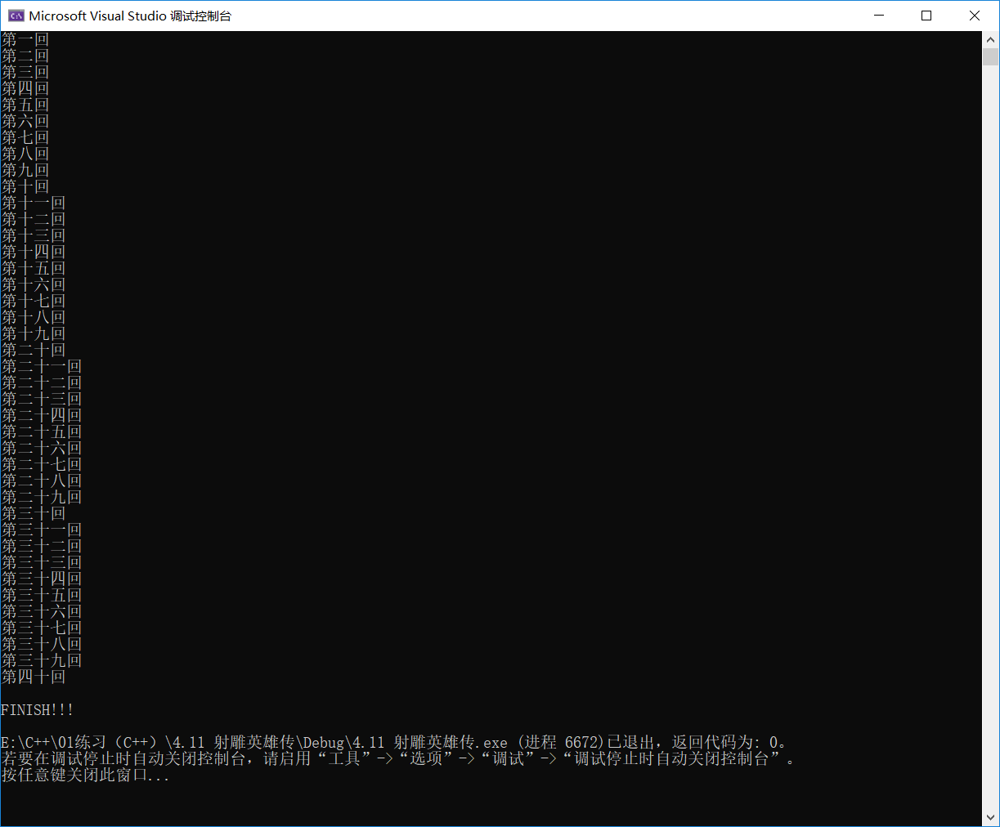 Microsoft Visual Studio 调试控制台
第一回
第二回
第三回
第四回
第五回
第六回
第七回
第八回
第九回
第十回
第十一回
第十二回
第十三回
第十四回
第十五回
第十六回
第十七回
第十八回
第十九回
第二十回
第二十一回
第二十二回
第二十三回
第二十四回
第二十五回
第二十六回
第二十七回
第二十八回
第二十九回
第三十回
第三十一回
第三十二回
第三十三回
第三十四回
第三十五回
第三十六回
第三十七回
第三十八回
第三十九回
第四十回
FINISH!!!
E:\C++\01练习（C++）\4.11 射雕英雄传\Debug\4.11 射雕英雄传.exe (进程 6672)已退出，返回代码为: 0。
若要在调试停止时自动关闭控制台，请启用“工具”->“选项”->“调试”->“调试停止时自动关闭控制台”。
按任意键关闭此窗口...